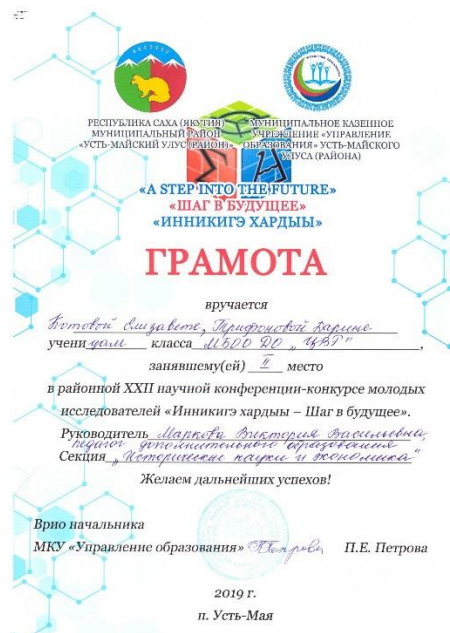 РЕСПУБЛИКА САХА (ЯКУТИЯ)
МУНИЦИПАЛЬНЫЙ РАЙОН
«УСТЬ-МАЙСКИЙ УЛУС (РАЙОН)»
МУНИЦИПАЛЬНОЕ КАЗЕННОЕ
УЧРЕЖДЕНИЕ «УПРАВЛЕНИЕ
ОБРАЗОВАНИЯ» УСТЬ-МАЙСКОГО
УЛУСА (РАЙОНА)
«A STEP INTO THE FUTURE»
«ШАГ В БУДУЩЕЕ»
«ИННИКИГЭ ХАРДЫЫ»
ГРАМОТА
вручается
Котовой Елизавете, Трифоновой Дарине
учени цам класса МБОО ДО „ЦВР“,
занявшему(ей) II место
в районной XXII научной конференции-конкурсе молодых
исследователей «Инникигэ хардыы – Шаг в будущее».
Руководитель Маркова Виктория Васильевна,
педагог дополнительного образования
Секция „Исторические науки и экономика“
Желаем дальнейших успехов!
Врио начальника
МКУ «Управление образования» П.Е. Петрова
2019 г.
п. Усть-Мая